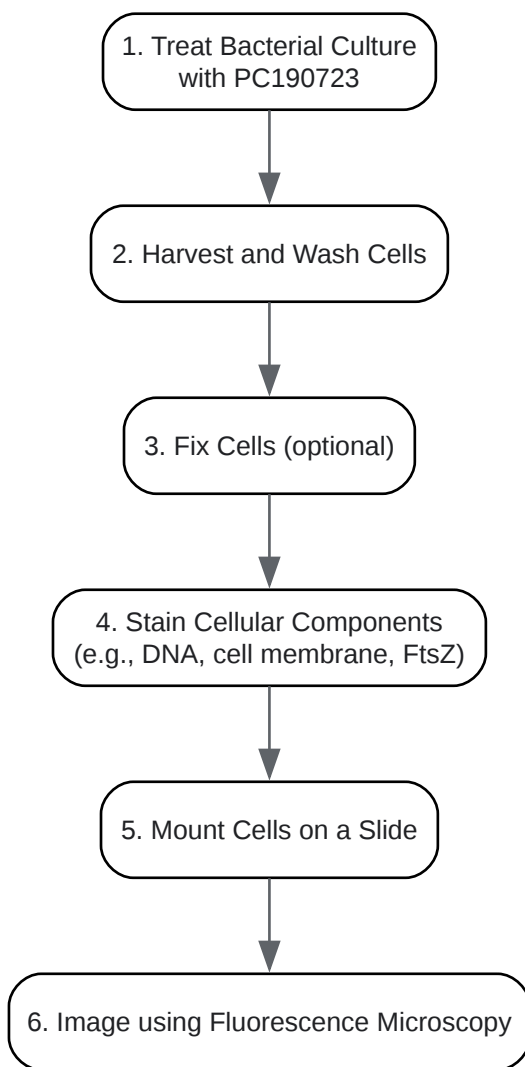 1. Treat Bacterial Culture
with PC190723
2. Harvest and Wash Cells
3. Fix Cells (optional)
4. Stain Cellular Components
(e.g., DNA, cell membrane, FtsZ)
5. Mount Cells on a Slide
6. Image using Fluorescence Microscopy